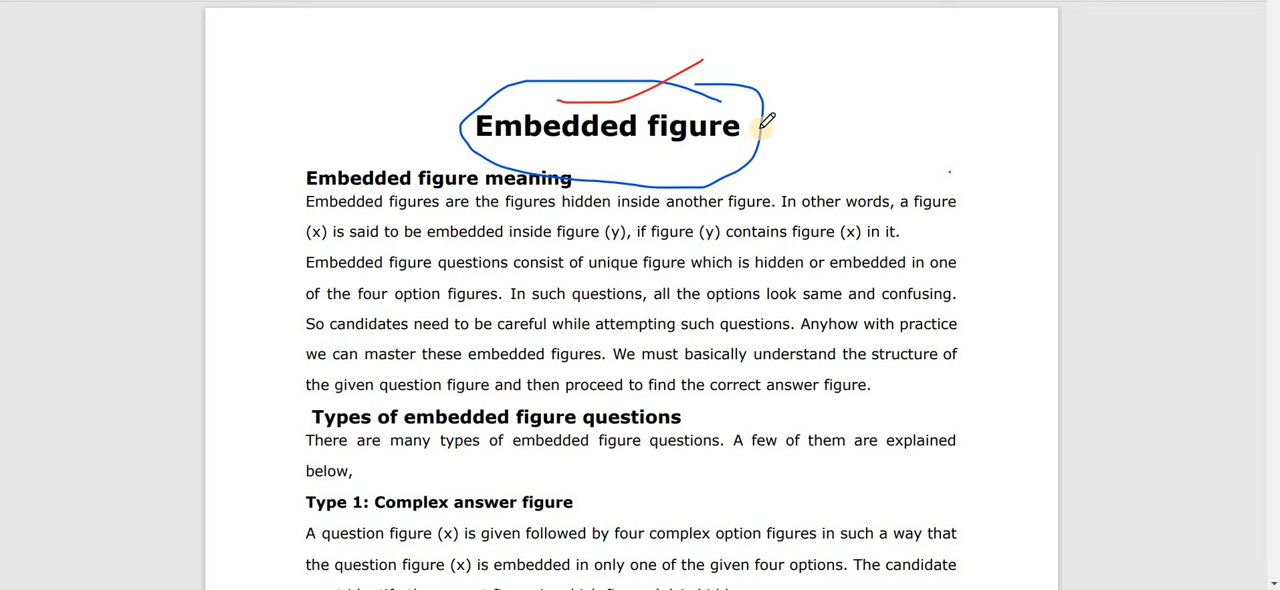 Embedded figure
Embedded figure meaning
Embedded figures are the figures hidden inside another figure. In other words, a figure
(x) is said to be embedded inside figure (y), if figure (y) contains figure (x) in it.
Embedded figure questions consist of unique figure which is hidden or embedded in one
of the four option figures. In such questions, all the options look same and confusing.
So candidates need to be careful while attempting such questions. Anyhow with practice
we can master these embedded figures. We must basically understand the structure of
the given question figure and then proceed to find the correct answer figure.
Types of embedded figure questions
There are many types of embedded figure questions. A few of them are explained
below,
Type 1: Complex answer figure
A question figure (x) is given followed by four complex option figures in such a way that
the question figure (x) is embedded in only one of the given four options. The candidate